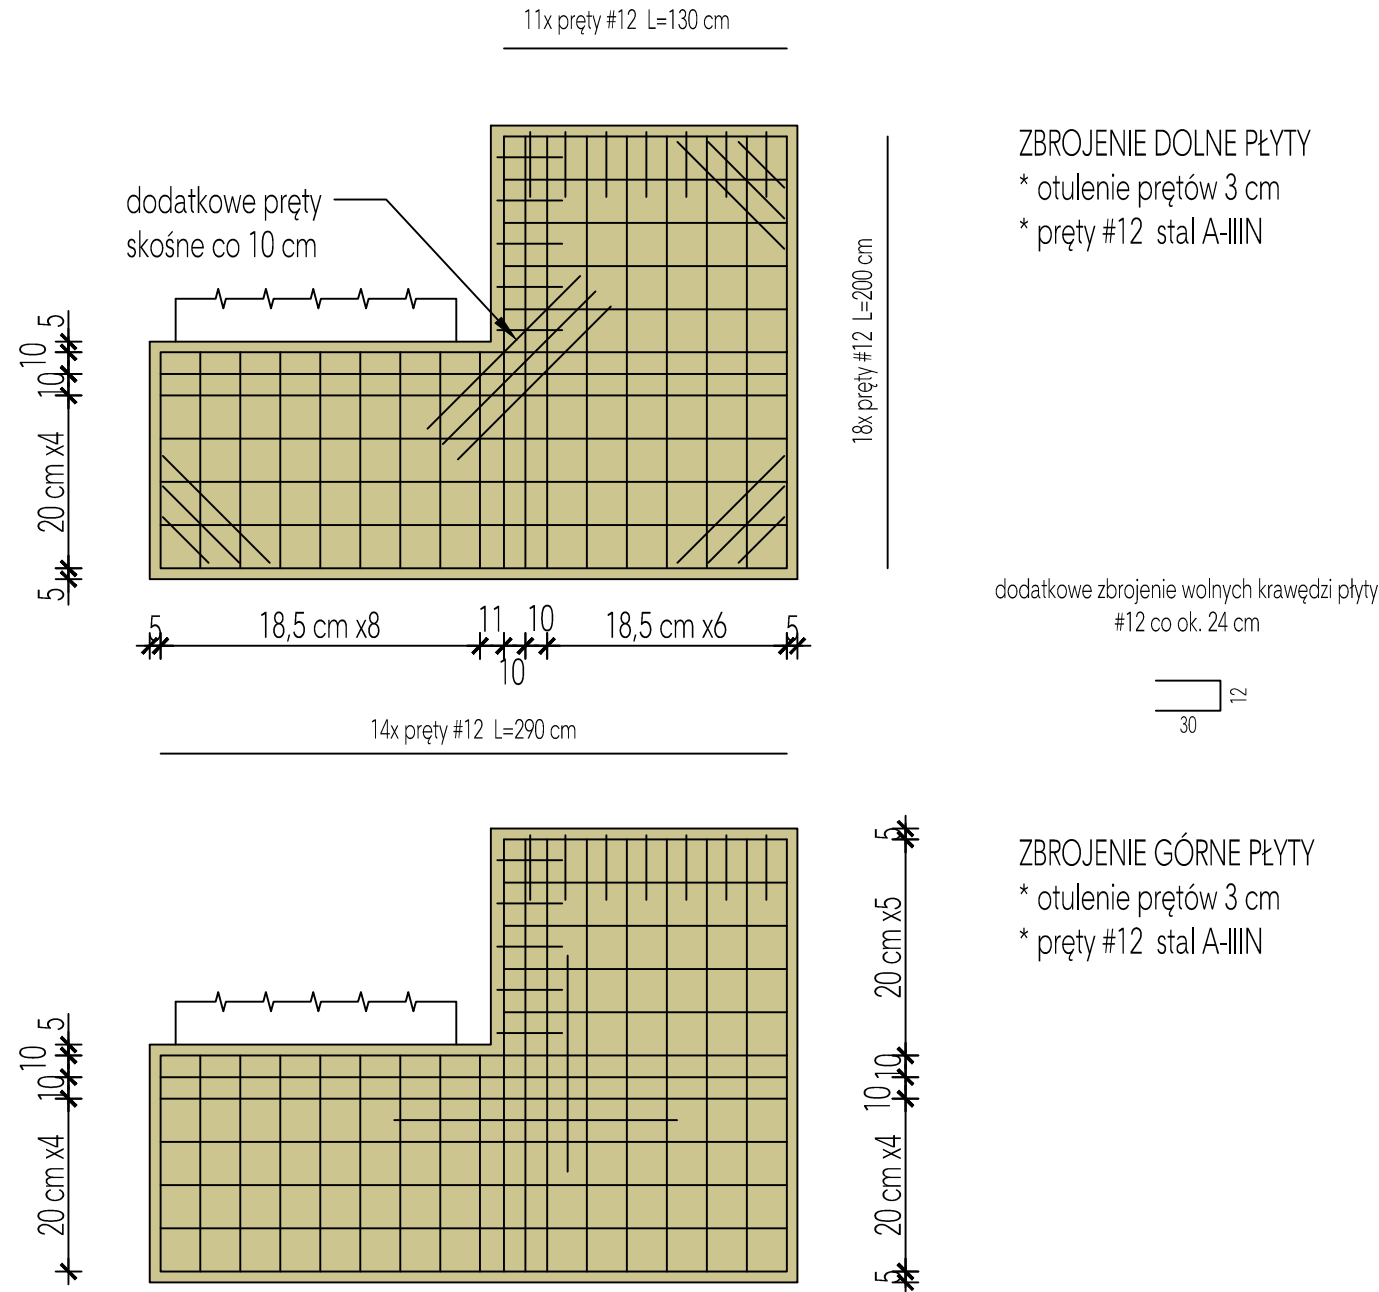 11x pręty #12 L=130 cm
ZBROJENIE DOLNE PŁYTY
* otulenie prętów 3 cm
* pręty #12 stal A-IIIN
dodatkowe pręty
skośne co 10 cm
18x pręty #12 L=200 cm
5
10
10
20 cm x4
5
5
18,5 cm x8
11
10
10
18,5 cm x6
5
dodatkowe zbrojenie wolnych krawędzi płyty
#12 co ok. 24 cm
12
30
14x pręty #12 L=290 cm
ZBROJENIE GÓRNE PŁYTY
* otulenie prętów 3 cm
* pręty #12 stal A-IIIN
5
10
10
20 cm x4
5
20 cm x5
10
10
20 cm x4
5